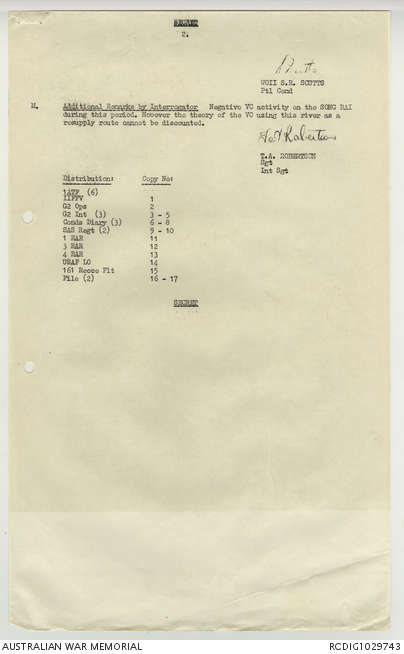 SECRET
2.
S Scutts
WOII S.R. SCUTTS
Ptl Comd
M. Additional Remarks by Interrogator Negative VC activity on the SONG RAI
during this period. However the theory of the VC using this river as a
resupply route cannot be discounted.
T A Robertson
T.A. ROBERTSON
Sgt
Int Sgt
Distribution: Copy No:
1ATF (6)
IIFFV 1
G2 Ops 2
G2 Int (3) 3 - 5
Comds Diary (3) 6 - 8
SAS Regt (2) 9 - 10
1 RAR 11
3 RAR 12
4 RAR 13
USAF LO 14
161 Recce Flt 15
File (2) 16 - 17
SECRET
AUSTRALIAN WAR MEMORIAL
RCDIG1029743